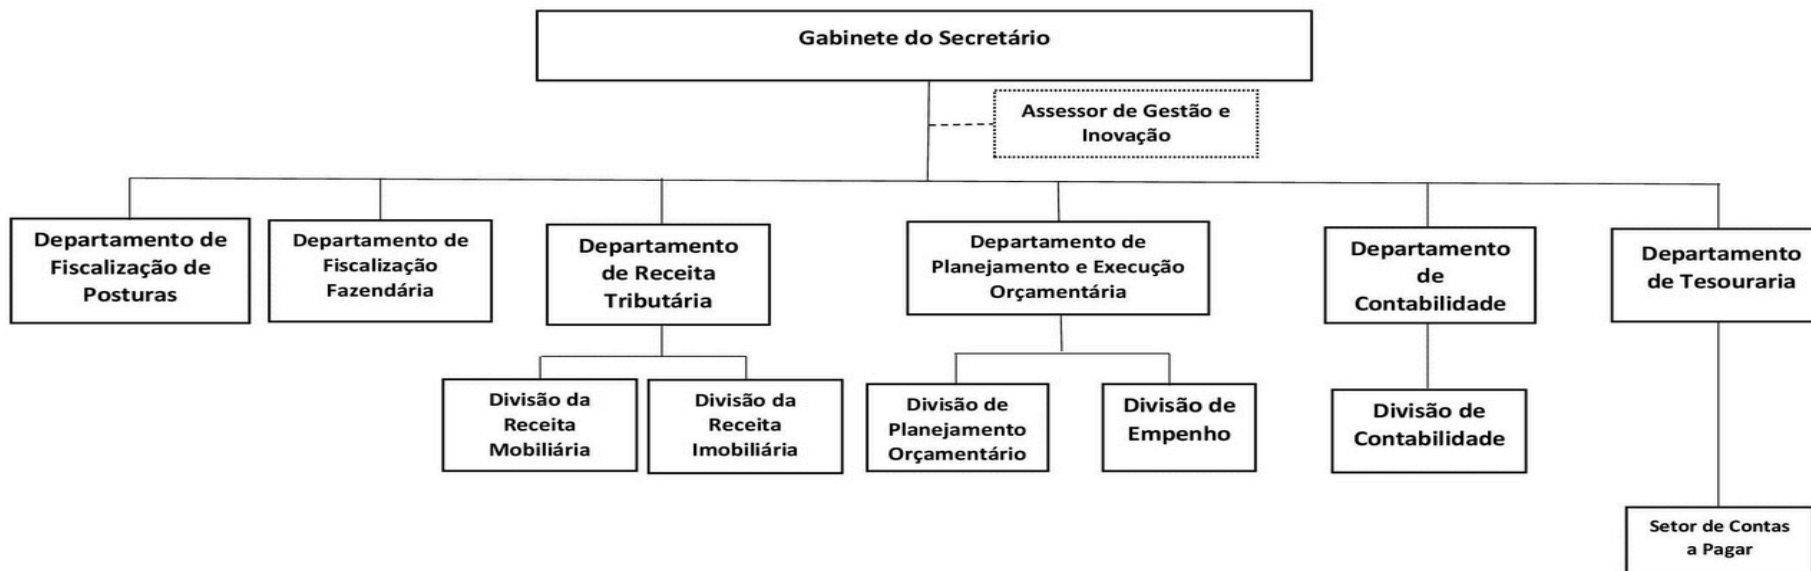 Gabinete do Secretário
Assessor de Gestão e
Inovação
Departamento de
Fiscalização de
Posturas
Departamento de
Fiscalização
Fazendária
Departamento
de Receita
Tributária
Departamento de
Planejamento e Execução
Orçamentária
Departamento
de
Contabilidade
Departamento
de Tesouraria
Divisão da
Receita
Mobiliária
Divisão da
Receita
Imobiliária
Divisão de
Planejamento
Orçamentário
Divisão de
Empenho
Divisão de
Contabilidade
Setor de Contas
a Pagar